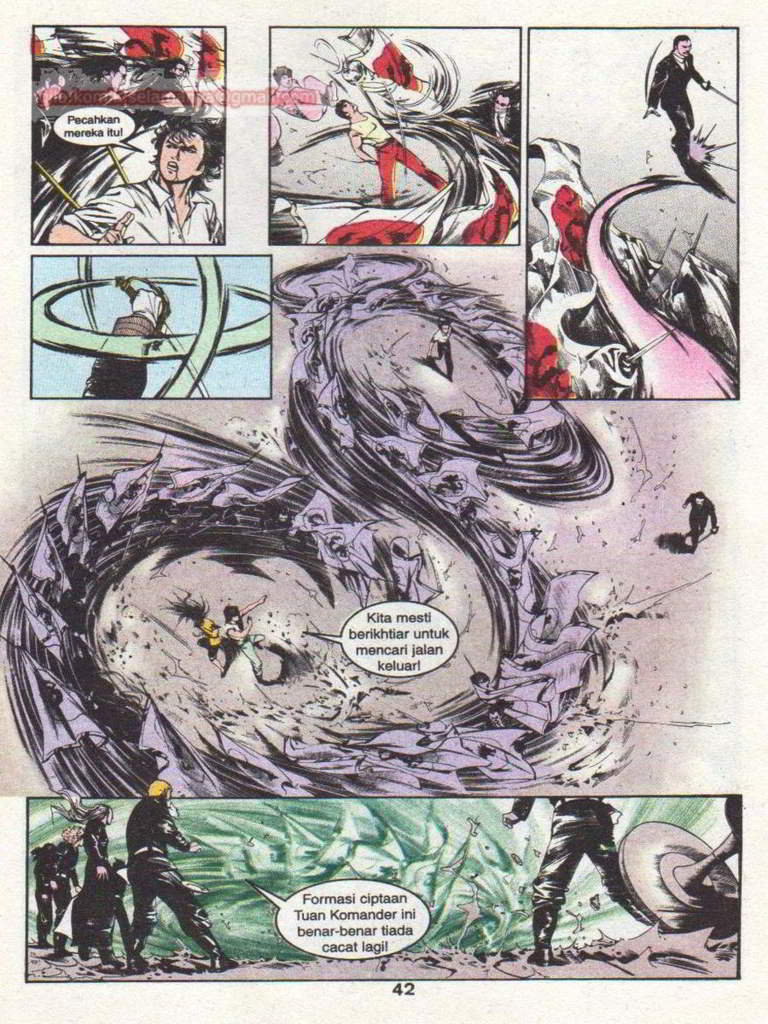 Pecahkan
mereka itu!
Kita mesti
berikhtiar untuk
mencari jalan
keluar!
Formasi ciptaan
Tuan Komander ini
benar-benar tiada
cacat lagi!
42